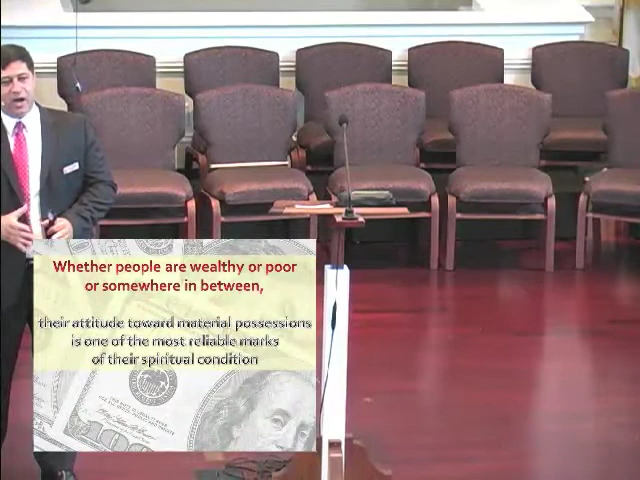 Whether people are wealthy or poor
or somewhere in between,
their attitude toward material possessions
is one of the most reliable marks
of their spiritual condition
100